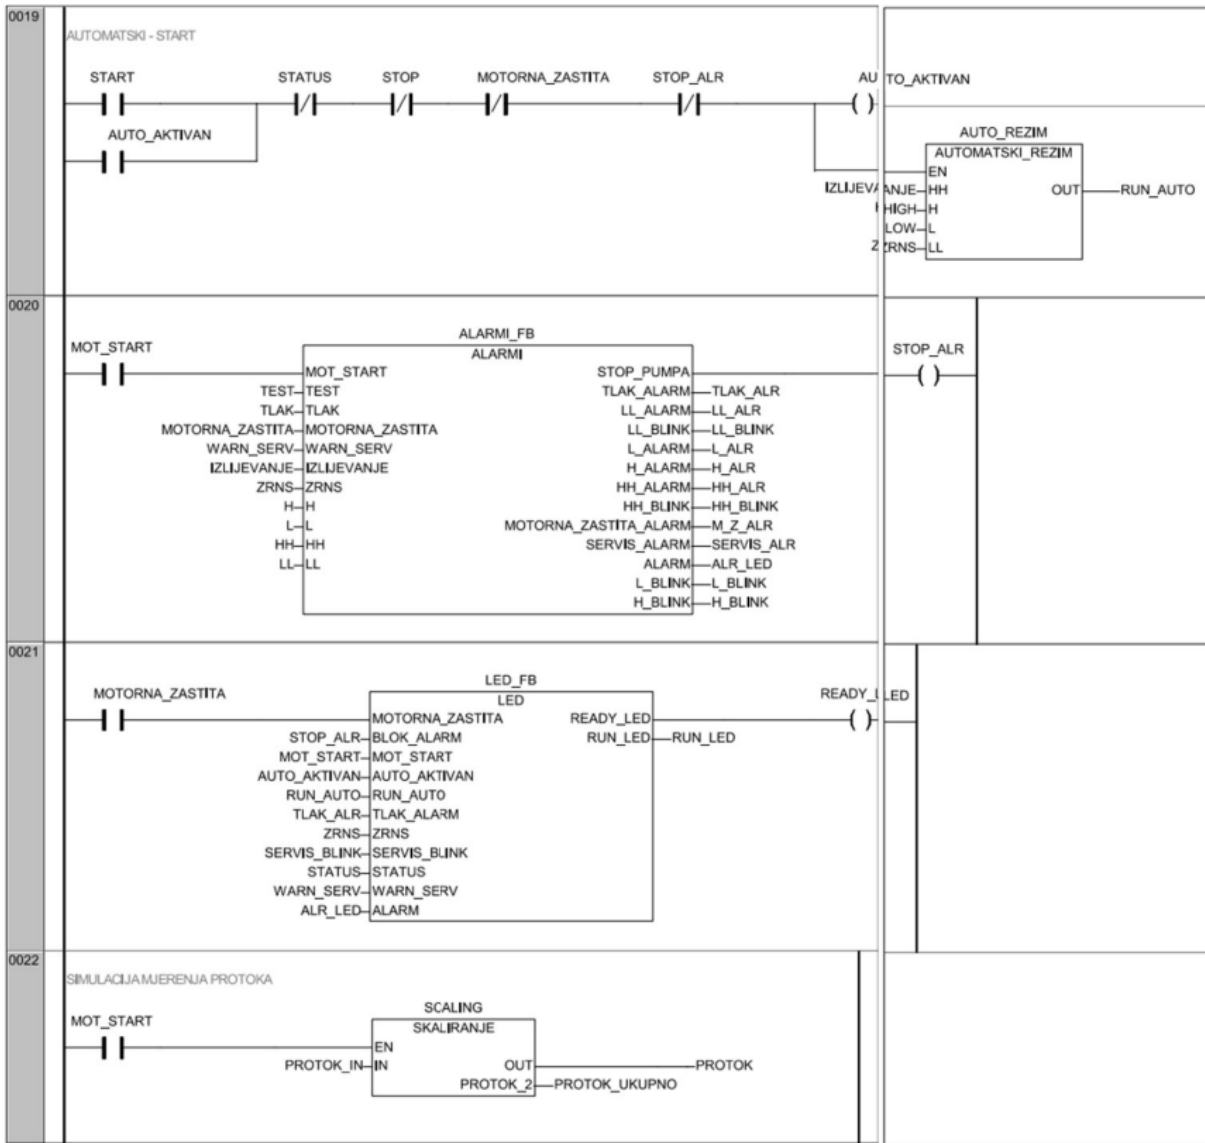 0019
AUTOMATSKI - START
START STATUS STOP MOTORNA_ZASTITA STOP_ALR AUTO_AKTIVAN
AUTO_AKTIVAN
AUTO_REZIM
AUTOMATSKI_REZIM
EN
IZLIJEVANJE HH OUT RUN_AUTO
HIGH H
LOW L
ZRNS LL
0020
ALARMI_FB
MOT_START ALARMI STOP_ALR
MOT_START STOP_PUMPA
TEST TEST TLAK_ALARM TLAK_ALR
TLAK TLAK LL_ALARM LL_ALR
MOTORNA_ZASTITA MOTORNA_ZASTITA LL_BLINK LL_BLINK
WARN_SERV WARN_SERV L_ALARM L_ALR
IZLIJEVANJE IZLIJEVANJE H_ALARM H_ALR
ZRNS ZRNS HH_ALARM HH_ALR
H H HH_BLINK HH_BLINK
L L MOTORNA_ZASTITA_ALARM M_Z_ALR
HH HH SERVIS_ALARM SERVIS_ALR
LL LL ALARM ALR_LED
L_BLINK L_BLINK
H_BLINK H_BLINK
0021
LED_FB
MOTORNA_ZASTITA LED READY_LED
MOTORNA_ZASTITA READY_LED
STOP_ALR BLOK_ALARM RUN_LED RUN_LED
MOT_START MOT_START
AUTO_AKTIVAN AUTO_AKTIVAN
RUN_AUTO RUN_AUTO
TLAK_ALR TLAK_ALARM
ZRNS ZRNS
SERVIS_BLINK SERVIS_BLINK
STATUS STATUS
WARN_SERV WARN_SERV
ALR_LED ALARM
0022
SIMULACIJA MJERENJA PROTOKA
SCALING
MOT_START SKALIRANJE
EN
PROTOK_IN IN OUT PROTOK
PROTOK_2 PROTOK_UKUPNO